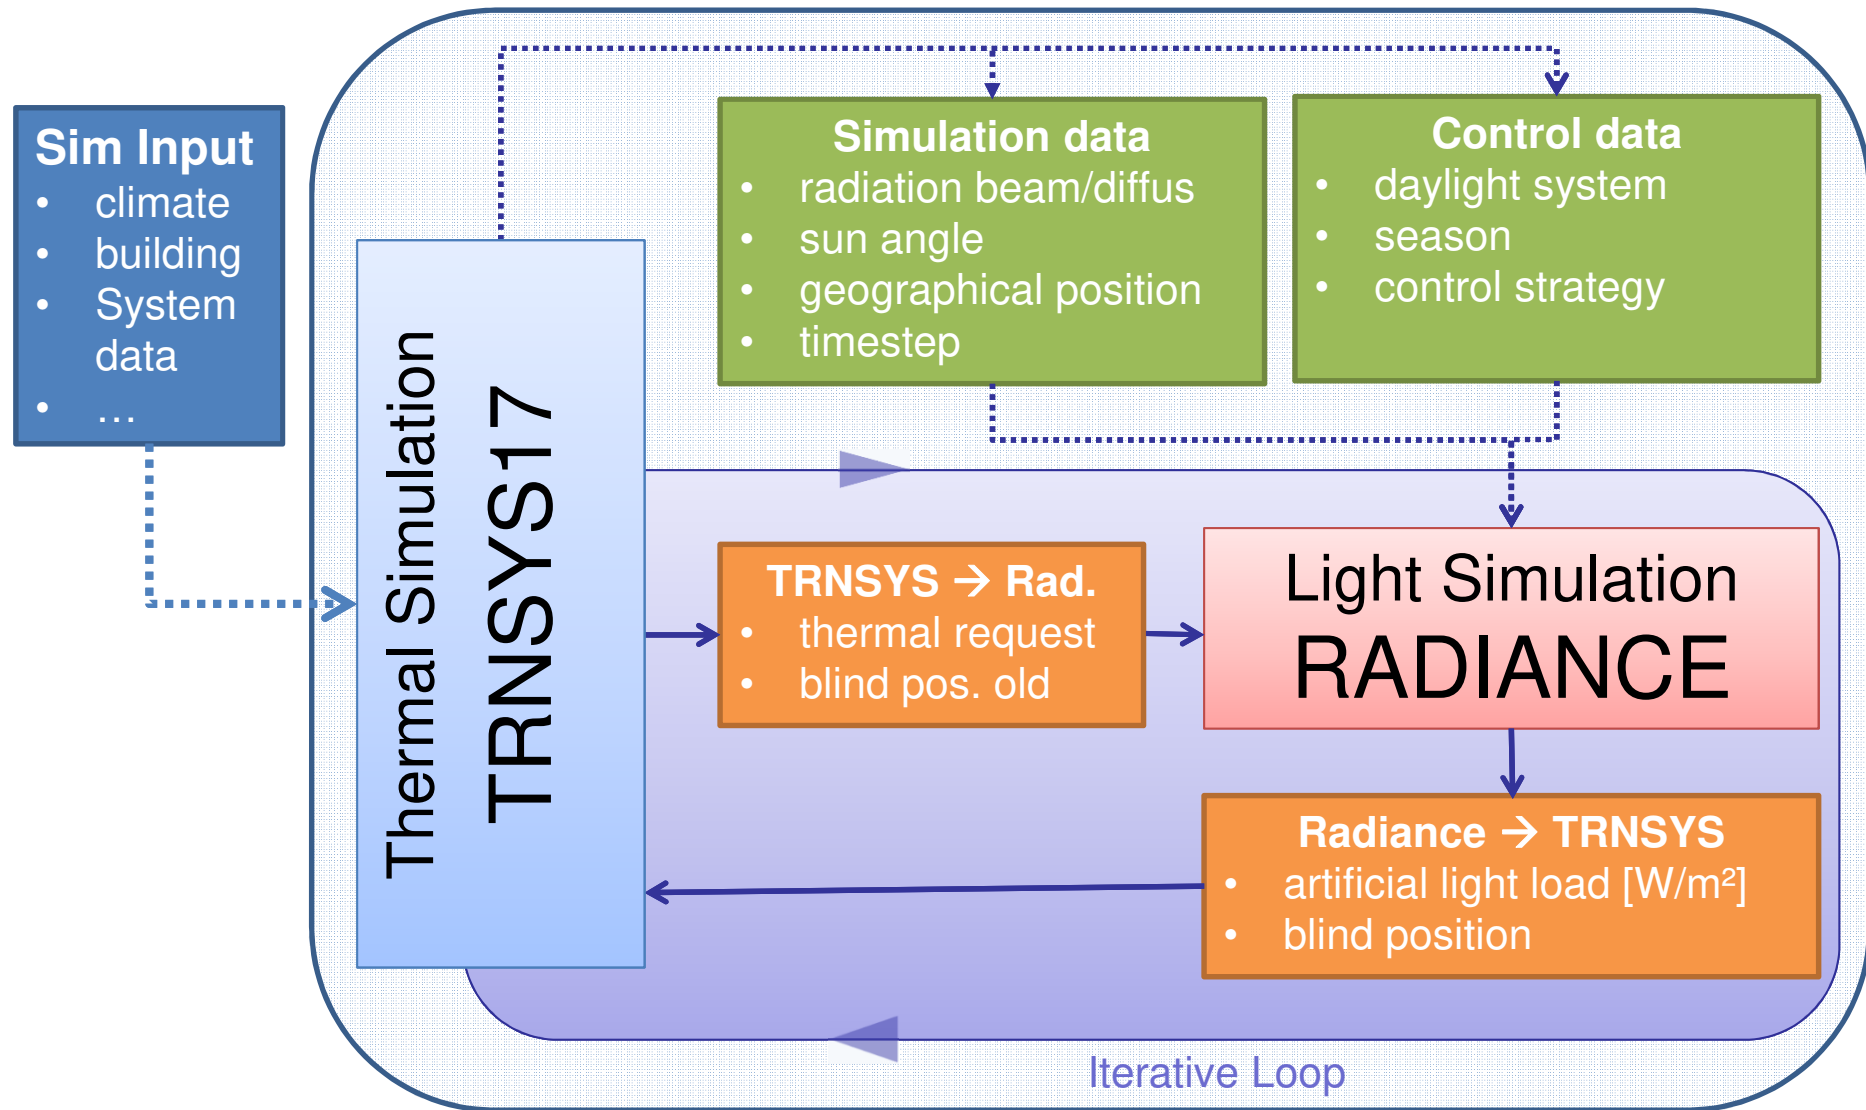 Sim Input
• climate
• building
• System
data
• …
Thermal Simulation
TRNSYS17
Simulation data
• radiation beam/diffus
• sun angle
• geographical position
• timestep
Control data
• daylight system
• season
• control strategy
TRNSYS → Rad.
• thermal request
• blind pos. old
Light Simulation
RADIANCE
Radiance → TRNSYS
• artificial light load [W/m²]
• blind position
Iterative Loop